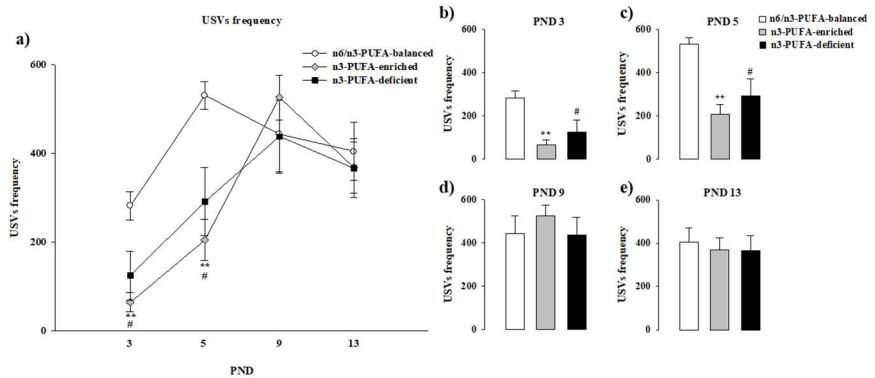 USVs frequency
a)
n6/n3-PUFA-balanced
n3-PUFA-enriched
n3-PUFA-deficient
USVs frequency
600
400
200
0
**
#
**
#
3 5 9 13
PND
b)
PND 3
USVs frequency
600
400
200
0
**
#
c)
PND 5
n6/n3-PUFA-balanced
n3-PUFA-enriched
n3-PUFA-deficient
USVs frequency
600
400
200
0
**
#
d)
PND 9
USVs frequency
600
400
200
0
e)
PND 13
USVs frequency
600
400
200
0